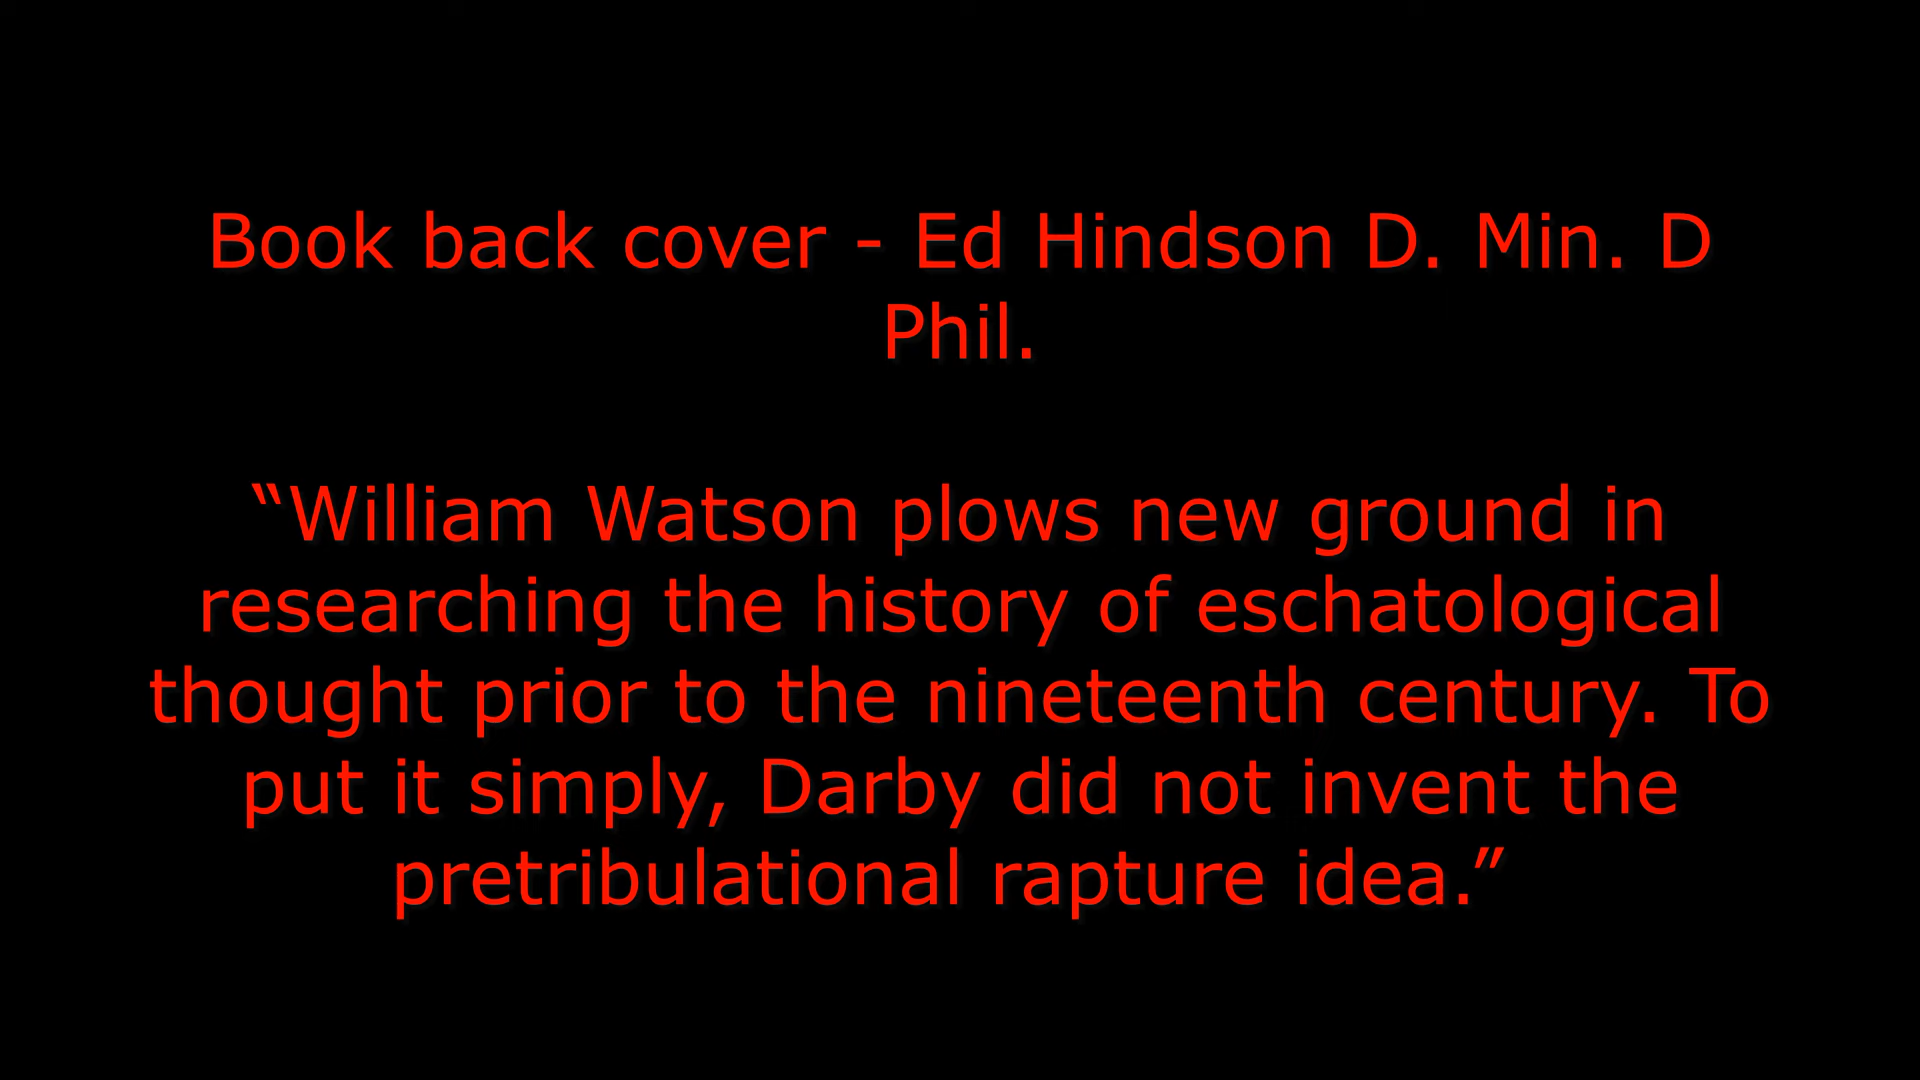 Book back cover - Ed Hindson D. Min. D
Phil.
“William Watson plows new ground in
researching the history of eschatological
thought prior to the nineteenth century. To
put it simply, Darby did not invent the
pretribulational rapture idea.”